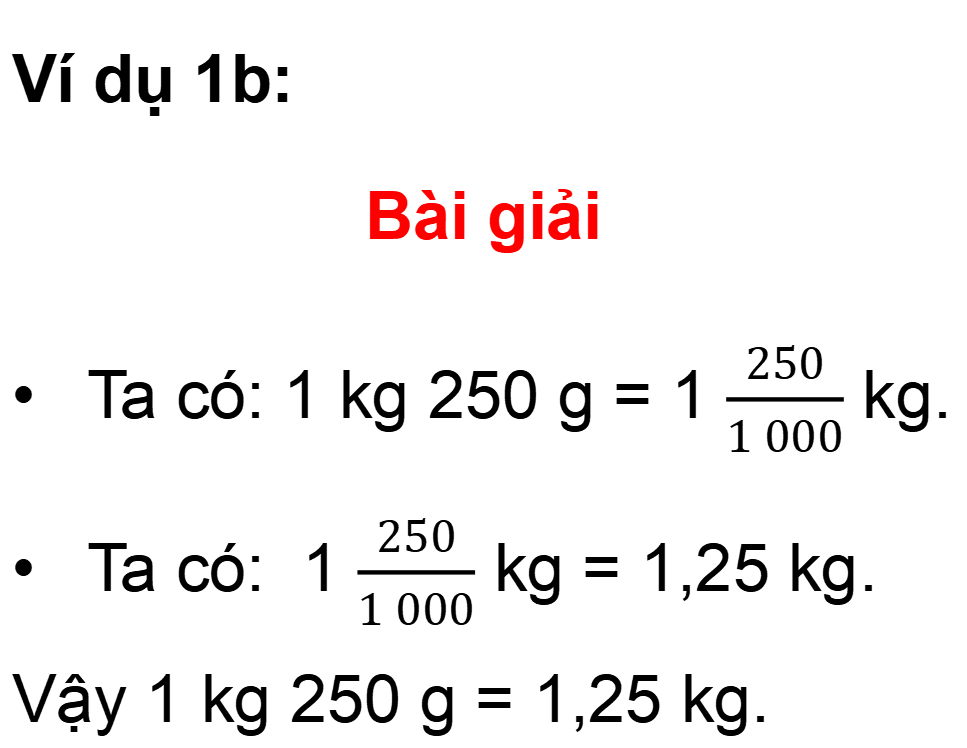 Ví dụ 1b:
Bài giải
• Ta có: 1 kg 250 g = 1 250/1 000 kg.
• Ta có: 1 250/1 000 kg = 1,25 kg.
Vậy 1 kg 250 g = 1,25 kg.